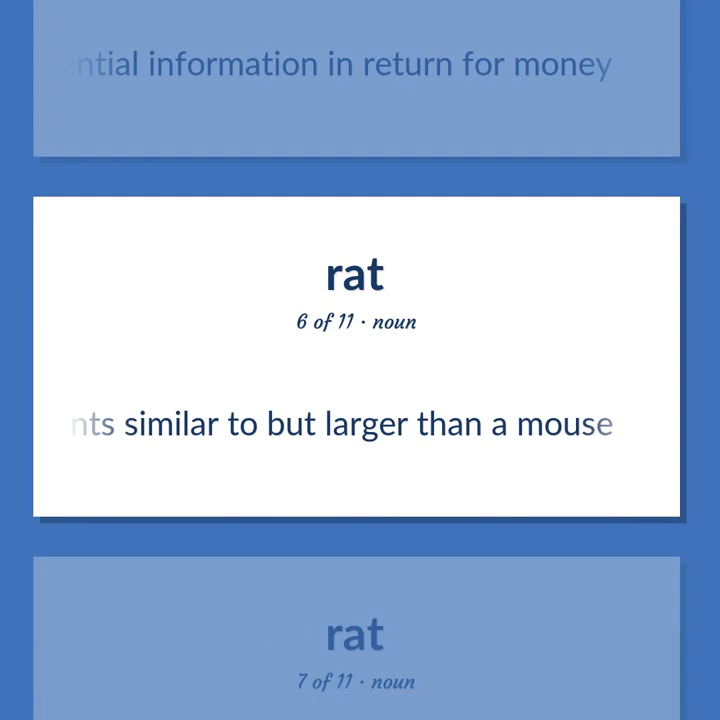 ntial information in return for money
rat
6 of 11 · noun
nts similar to but larger than a mouse
rat
7 of 11 · noun